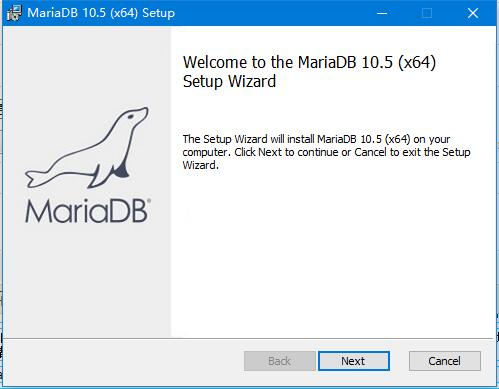 MariaDB 10.5 (x64) Setup
Welcome to the MariaDB 10.5 (x64)
Setup Wizard
The Setup Wizard will install MariaDB 10.5 (x64) on your
computer. Click Next to continue or Cancel to exit the Setup
Wizard.
MariaDB®
Back
Next
Cancel